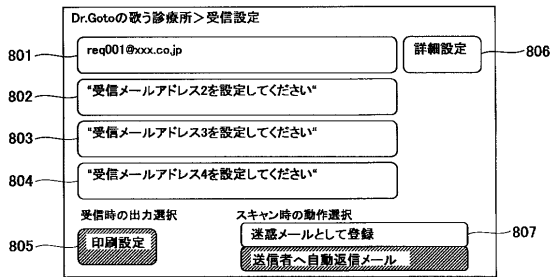 Dr.Gotoの歌う診療所＞受信設定
801 req001@xxx.co.jp 詳細設定 806
802 "受信メールアドレス2を設定してください"
803 "受信メールアドレス3を設定してください"
804 "受信メールアドレス4を設定してください"
受信時の出力選択 スキャン時の動作選択
805 印刷設定 迷惑メールとして登録 807
送信者へ自動返信メール